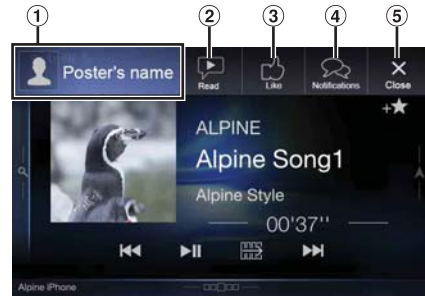 1 2 3 4 5
Poster's name
Read Like Notifications Close
ALPINE
Alpine Song1
Alpine Style
00'37''
Alpine iPhone